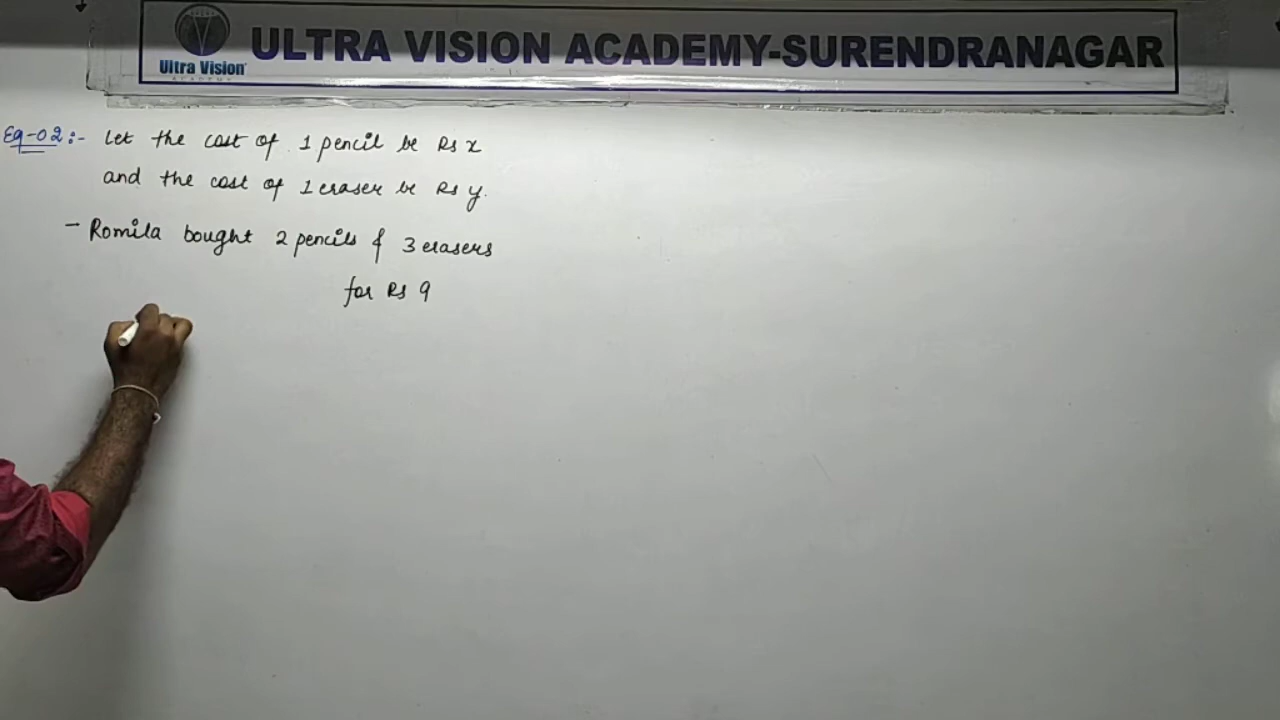 ULTRA VISION ACADEMY-SURENDRANAGAR
Ultra Vision
ACADEMY
Eg-02:- Let the cost of 1 pencil be Rs x
and the cost of 1 eraser be Rs y.
- Romila bought 2 pencils & 3 erasers
for Rs 9